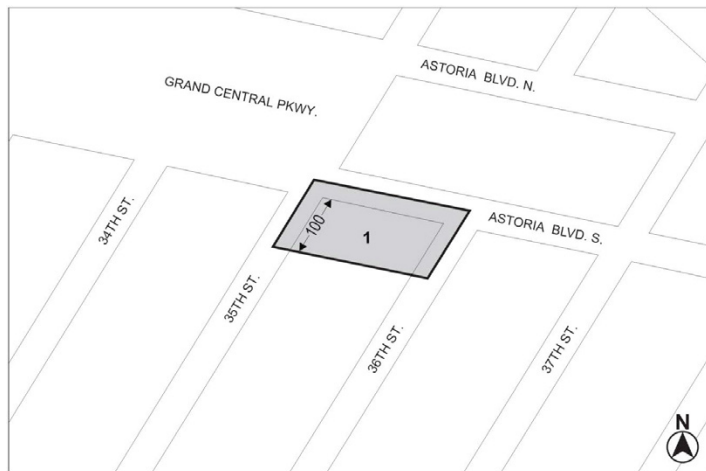 ASTORIA BLVD. N.
GRAND CENTRAL PKWY.
34TH ST.
100
1
ASTORIA BLVD. S.
35TH ST.
36TH ST.
37TH ST.
N